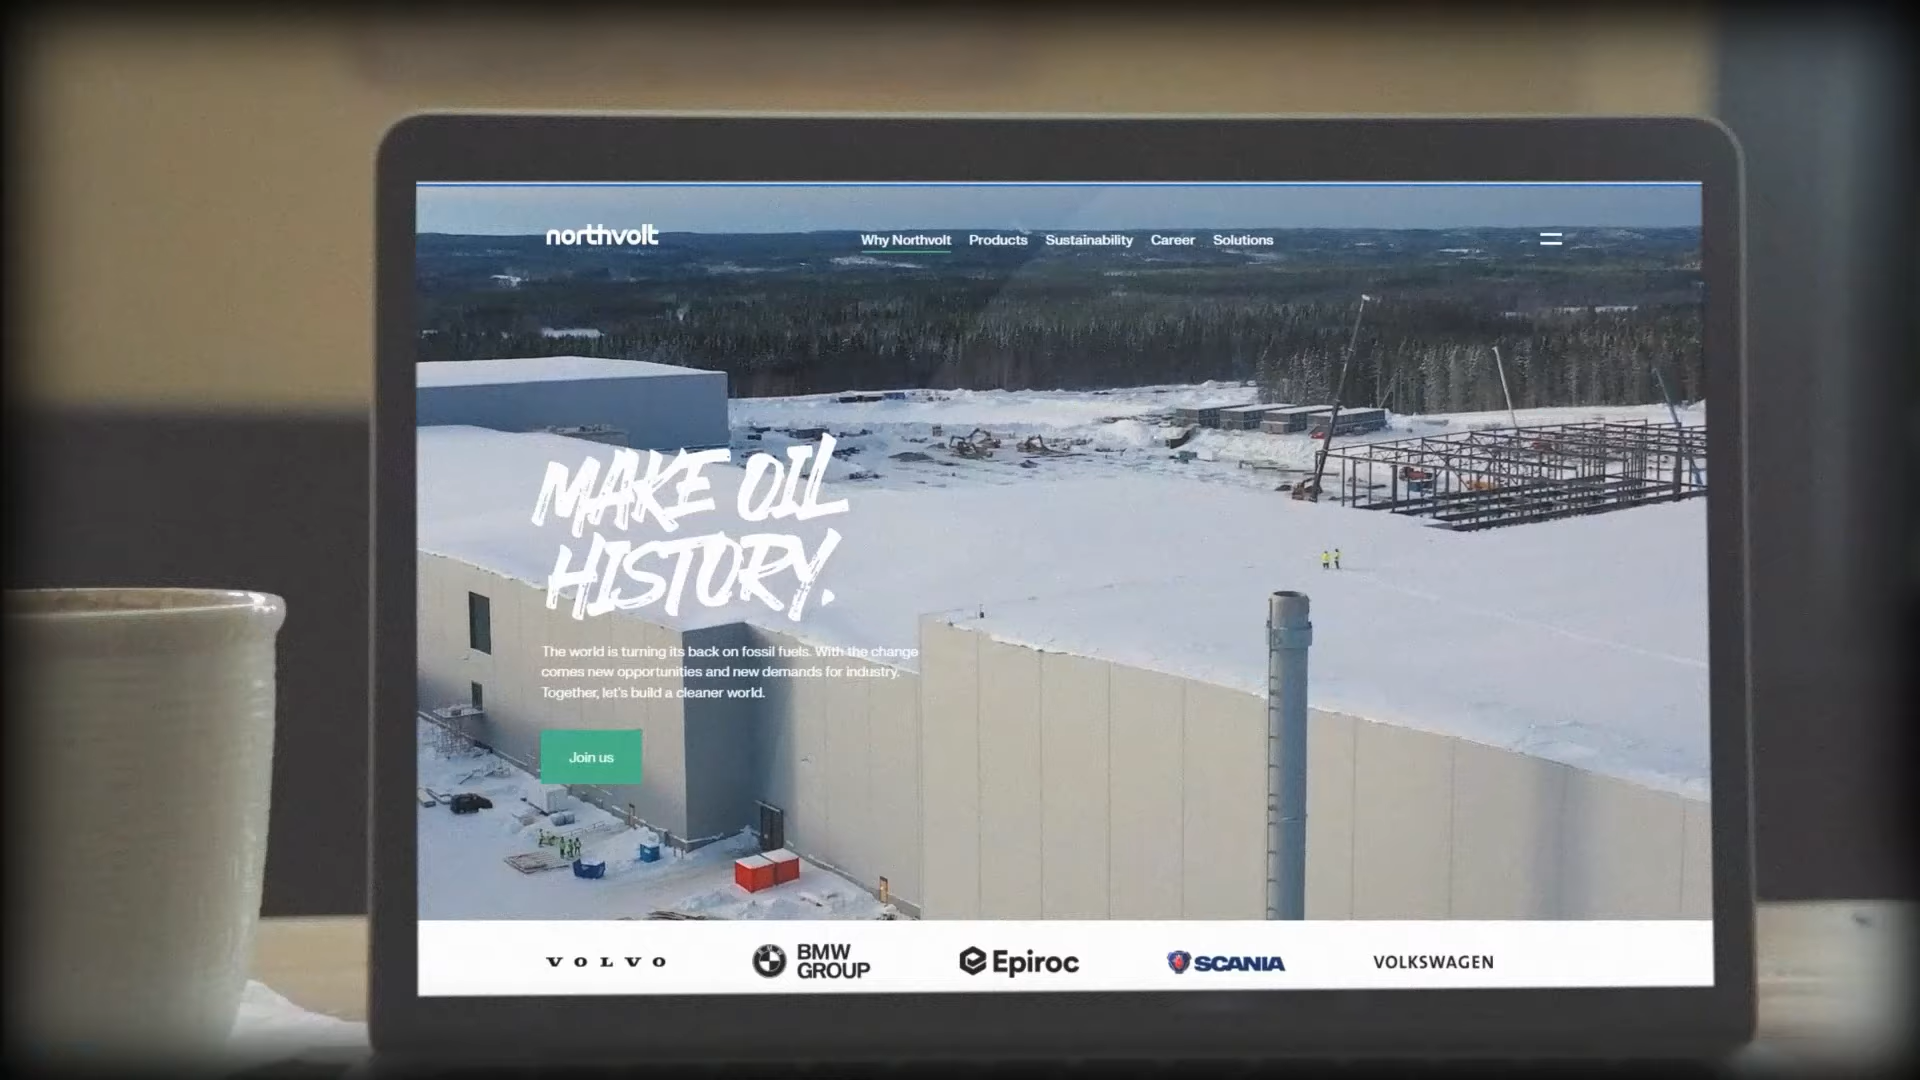 northvolt
Why Northvolt Products Sustainability Career Solutions
MAKE OIL
HISTORY.
The world is turning its back on fossil fuels. With the change
comes new opportunities and new demands for industry.
Together, let's build a cleaner world.
Join us
VOLVO
BMW
GROUP
Epiroc
SCANIA
VOLKSWAGEN